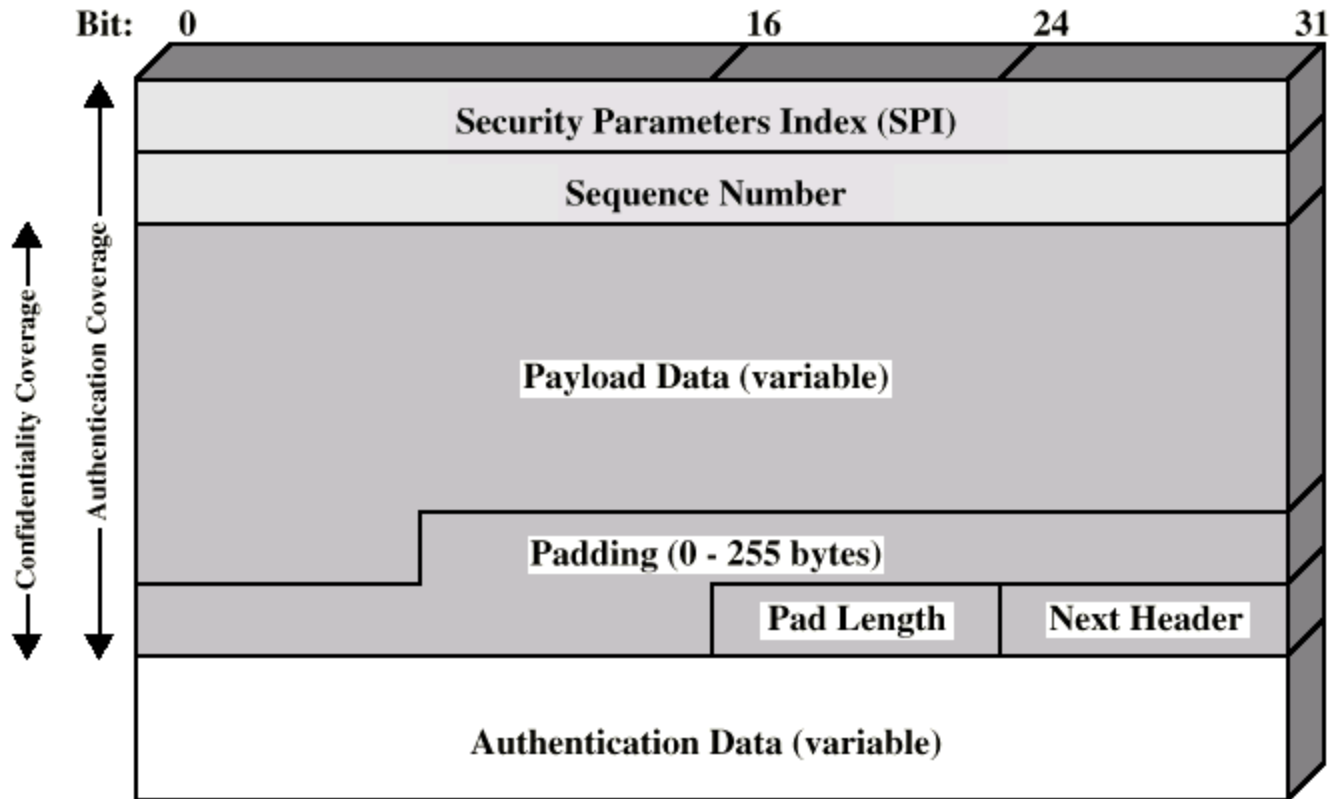 Bit: 0 16 24 31
Security Parameters Index (SPI)
Sequence Number
Payload Data (variable)
Padding (0 - 255 bytes)
Pad Length Next Header
Authentication Data (variable)
Confidentiality Coverage
Authentication Coverage